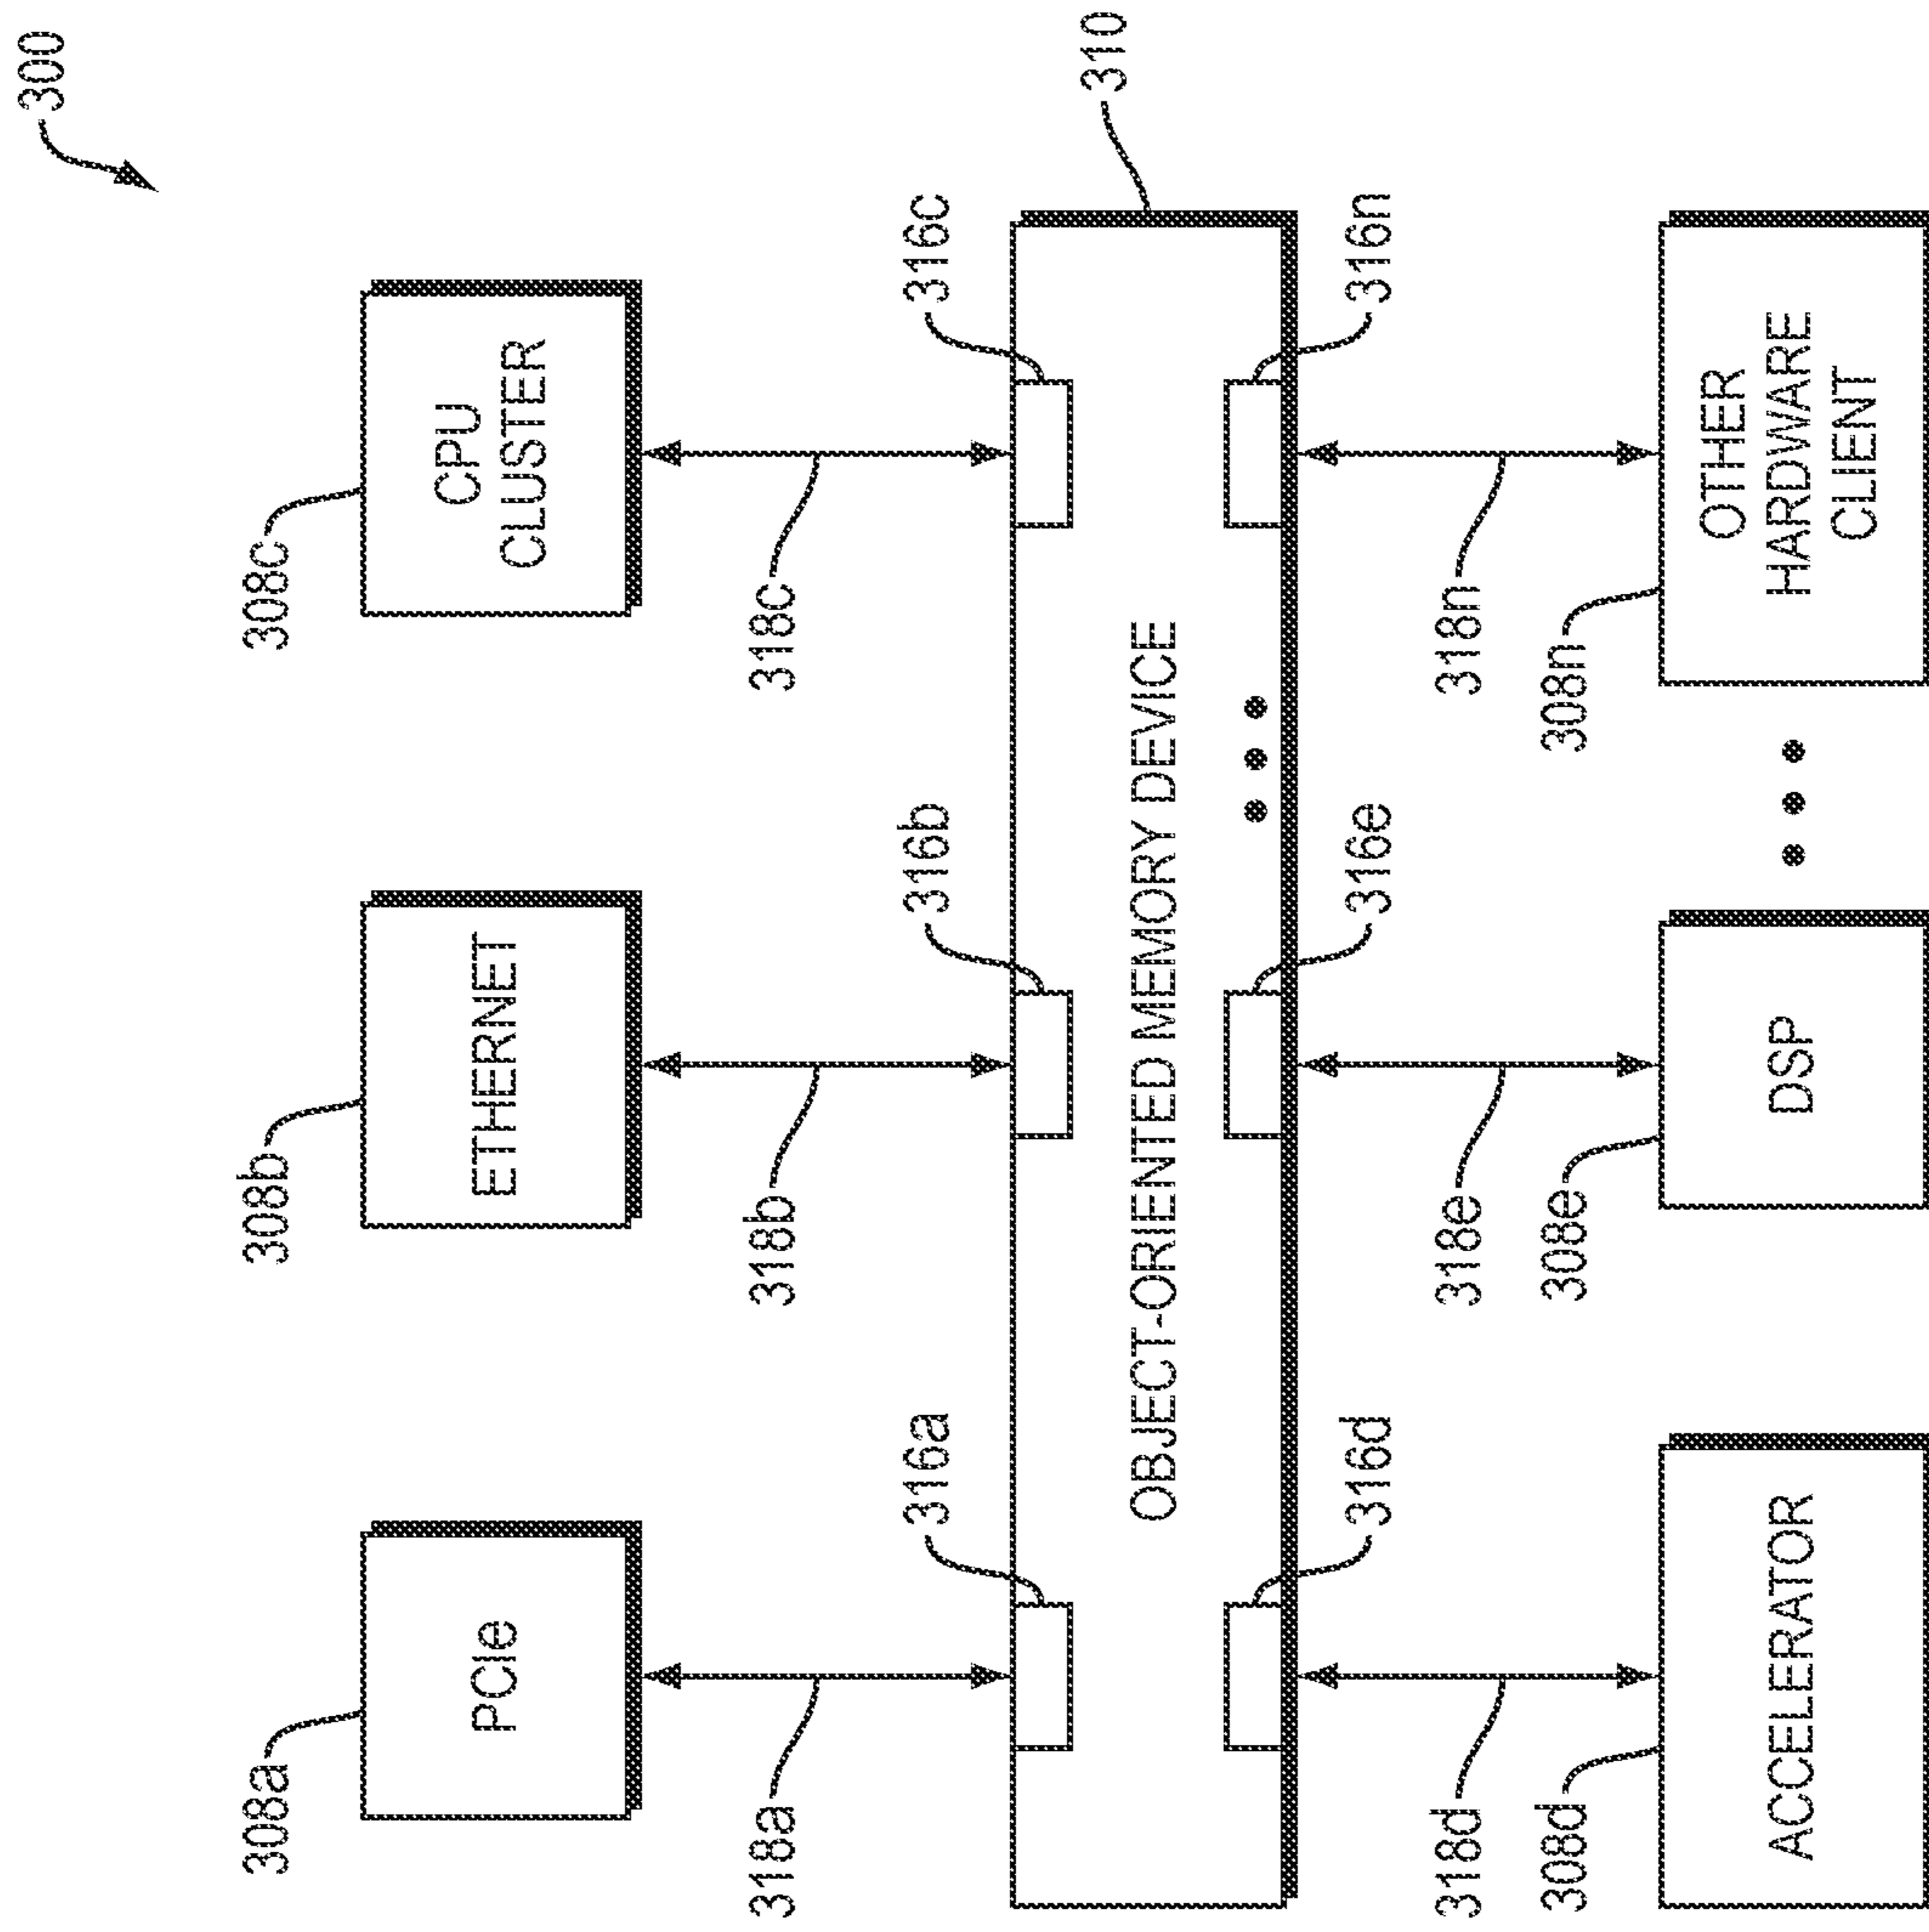 300
308a
308b
308c
PCIe
ETHERNET
CPU
CLUSTER
318a
318b
318c
316a
316b
316c
310
OBJECT-ORIENTED MEMORY DEVICE
316d
316e
316n
318d
318e
318n
308d
308e
308n
ACCELERATOR
DSP
OTHER
HARDWARE
CLIENT